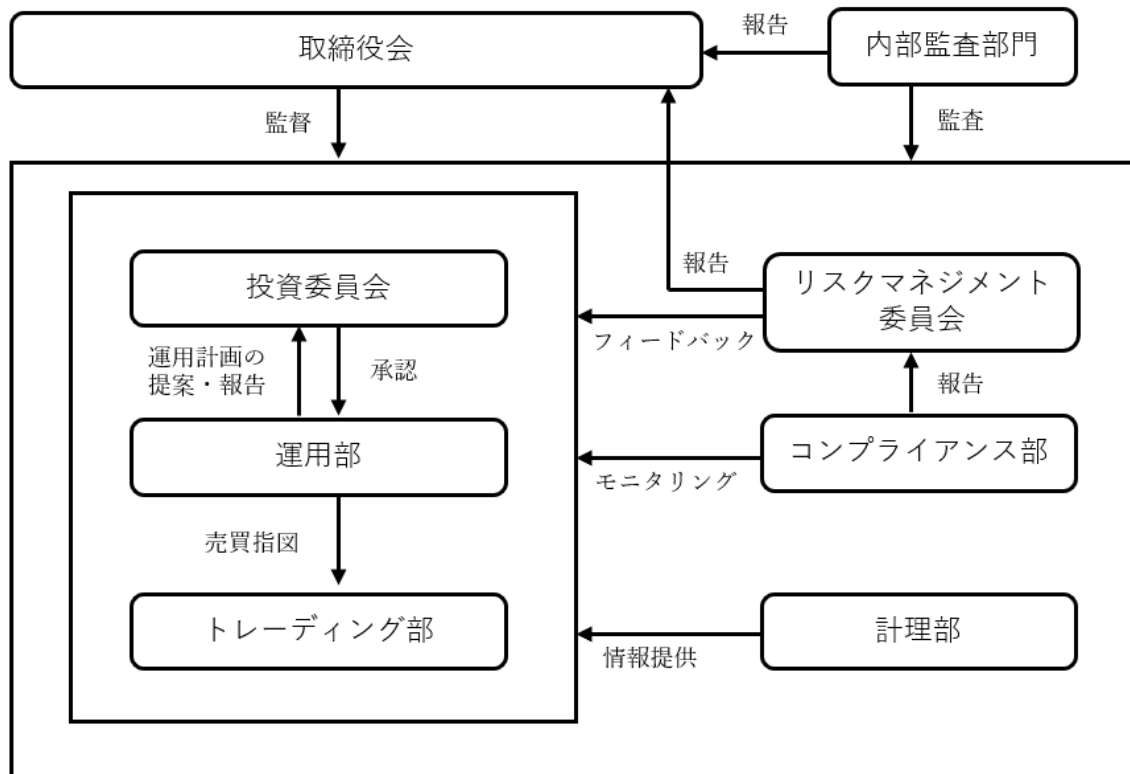 取締役会
報告
内部監査部門
監督
監査
投資委員会
報告
リスクマネジメント
委員会
フィードバック
運用計画の
提案・報告
承認
報告
運用部
コンプライアンス部
モニタリング
売買指図
トレーディング部
計理部
情報提供